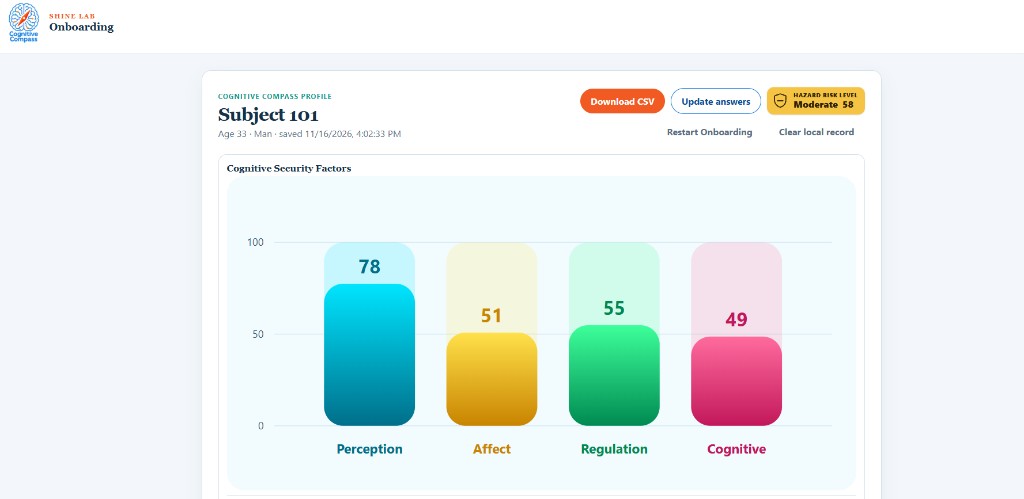 Cognitive
Compass
SHINE LAB
Onboarding
COGNITIVE COMPASS PROFILE
Subject 101
Age 33 · Man · saved 11/16/2026, 4:02:33 PM
Download CSV
Update answers
HAZARD RISK LEVEL
Moderate 58
Restart Onboarding
Clear local record
Cognitive Security Factors
100
50
0
78
51
55
49
Perception
Affect
Regulation
Cognitive